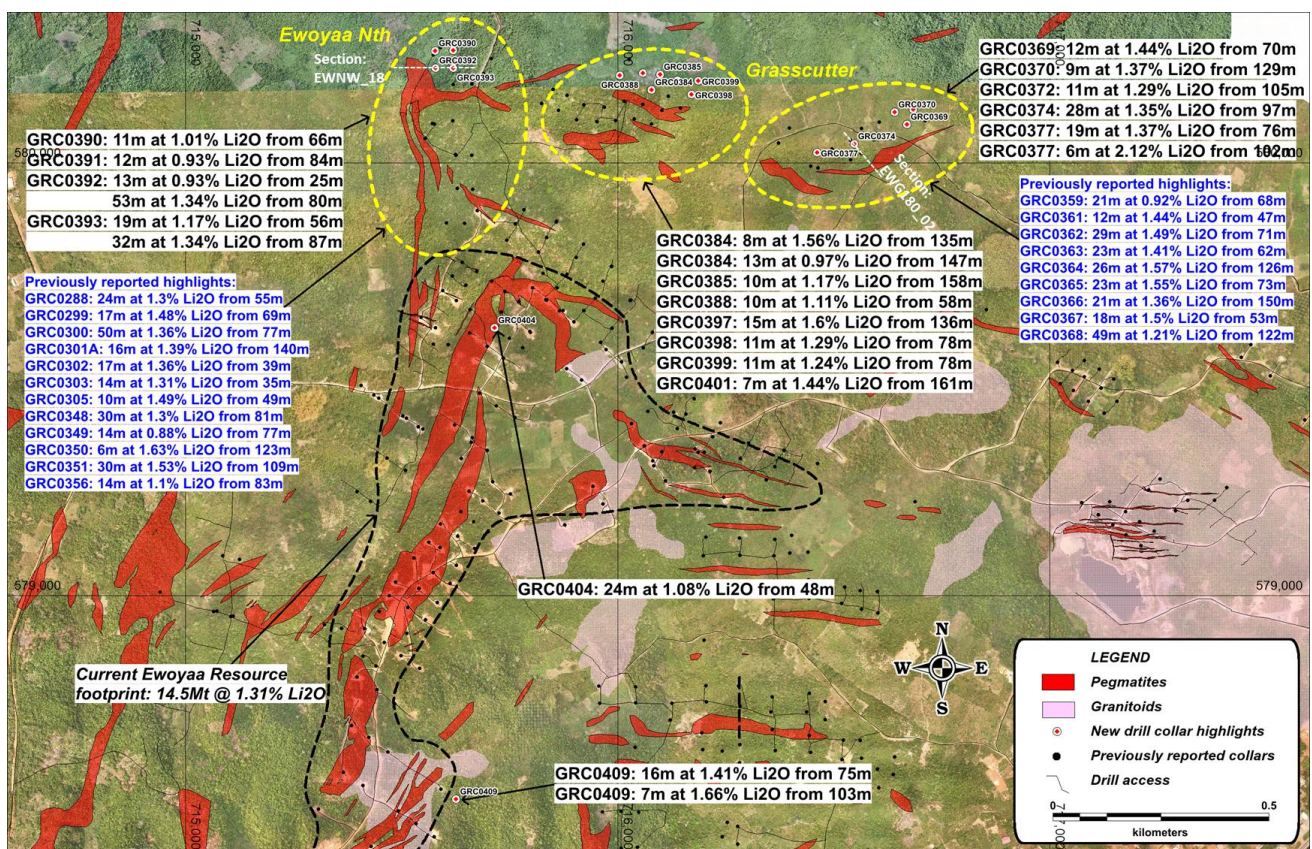 715,000
716,000
717,000
Ewoyaa Nth
Section:
EWNW_18
GRC0390
GRC0392
GRC0393
Grasscutter
GRC0385
GRC0388
GRC0384
GRC0399
GRC0398
GRC0370
GRC0369
GRC0374
GRC0377
Section:
EWGL80_02
GRC0369: 12m at 1.44% Li2O from 70m
GRC0370: 9m at 1.37% Li2O from 129m
GRC0372: 11m at 1.29% Li2O from 105m
GRC0374: 28m at 1.35% Li2O from 97m
GRC0377: 19m at 1.37% Li2O from 76m
GRC0377: 6m at 2.12% Li2O from 102m
GRC0390: 11m at 1.01% Li2O from 66m
GRC0391: 12m at 0.93% Li2O from 84m
GRC0392: 13m at 0.93% Li2O from 25m
53m at 1.34% Li2O from 80m
GRC0393: 19m at 1.17% Li2O from 56m
32m at 1.34% Li2O from 87m
Previously reported highlights:
GRC0359: 21m at 0.92% Li2O from 68m
GRC0361: 12m at 1.44% Li2O from 47m
GRC0362: 29m at 1.49% Li2O from 71m
GRC0363: 23m at 1.41% Li2O from 62m
GRC0364: 26m at 1.57% Li2O from 126m
GRC0365: 23m at 1.55% Li2O from 73m
GRC0366: 21m at 1.36% Li2O from 150m
GRC0367: 18m at 1.5% Li2O from 53m
GRC0368: 49m at 1.21% Li2O from 122m
GRC0384: 8m at 1.56% Li2O from 135m
GRC0384: 13m at 0.97% Li2O from 147m
GRC0385: 10m at 1.17% Li2O from 158m
GRC0388: 10m at 1.11% Li2O from 58m
GRC0397: 15m at 1.6% Li2O from 136m
GRC0398: 11m at 1.29% Li2O from 78m
GRC0399: 11m at 1.24% Li2O from 78m
GRC0401: 7m at 1.44% Li2O from 161m
Previously reported highlights:
GRC0288: 24m at 1.3% Li2O from 55m
GRC0299: 17m at 1.48% Li2O from 69m
GRC0300: 50m at 1.36% Li2O from 77m
GRC0301A: 16m at 1.39% Li2O from 140m
GRC0302: 17m at 1.36% Li2O from 39m
GRC0303: 14m at 1.31% Li2O from 35m
GRC0305: 10m at 1.49% Li2O from 49m
GRC0348: 30m at 1.3% Li2O from 81m
GRC0349: 14m at 0.88% Li2O from 77m
GRC0350: 6m at 1.63% Li2O from 123m
GRC0351: 30m at 1.53% Li2O from 109m
GRC0356: 14m at 1.1% Li2O from 83m
GRC0404
579,000
579,000
GRC0404: 24m at 1.08% Li2O from 48m
Current Ewoyaa Resource
footprint: 14.5Mt @ 1.31% Li2O
N
W
E
S
LEGEND
Pegmatites
Granitoids
New drill collar highlights
Previously reported collars
Drill access
0
0.5
kilometers
GRC0409: 16m at 1.41% Li2O from 75m
GRC0409: 7m at 1.66% Li2O from 103m
GRC0409
715,000
716,000